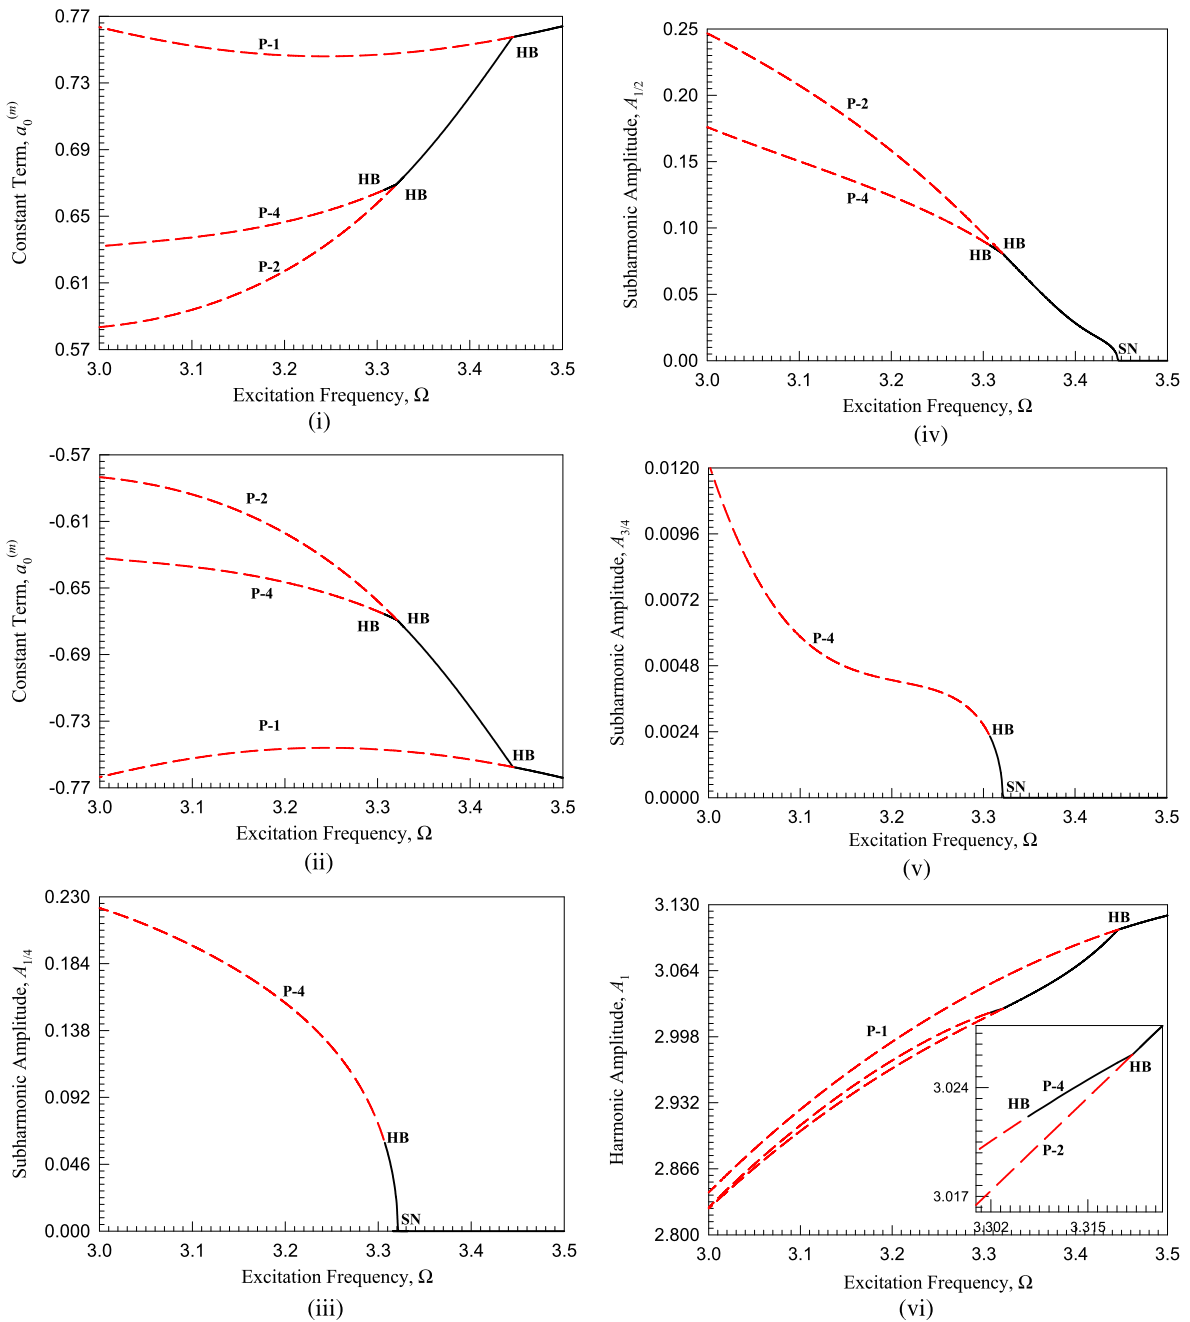 0.77
0.73
0.69
0.65
0.61
0.57
Constant Term, a₀⁽ᵐ⁾
P-1
HB
HB
HB
P-4
P-2
3.0 3.1 3.2 3.3 3.4 3.5
Excitation Frequency, Ω
(i)
-0.57
-0.61
-0.65
-0.69
-0.73
-0.77
Constant Term, a₀⁽ᵐ⁾
P-2
P-4
HB
HB
P-1
HB
3.0 3.1 3.2 3.3 3.4 3.5
Excitation Frequency, Ω
(ii)
0.230
0.184
0.138
0.092
0.046
0.000
Subharmonic Amplitude, A₁/₄
P-4
HB
SN
3.0 3.1 3.2 3.3 3.4 3.5
Excitation Frequency, Ω
(iii)
0.25
0.20
0.15
0.10
0.05
0.00
Subharmonic Amplitude, A₁/₂
P-2
P-4
HB
HB
SN
3.0 3.1 3.2 3.3 3.4 3.5
Excitation Frequency, Ω
(iv)
0.0120
0.0096
0.0072
0.0048
0.0024
0.0000
Subharmonic Amplitude, A₃/₄
P-4
HB
SN
3.0 3.1 3.2 3.3 3.4 3.5
Excitation Frequency, Ω
(v)
3.130
3.064
2.998
2.932
2.866
2.800
Harmonic Amplitude, A₁
HB
P-1
3.024
3.017
P-4
HB
HB
P-2
3.302 3.315
3.0 3.1 3.2 3.3 3.4 3.5
Excitation Frequency, Ω
(vi)